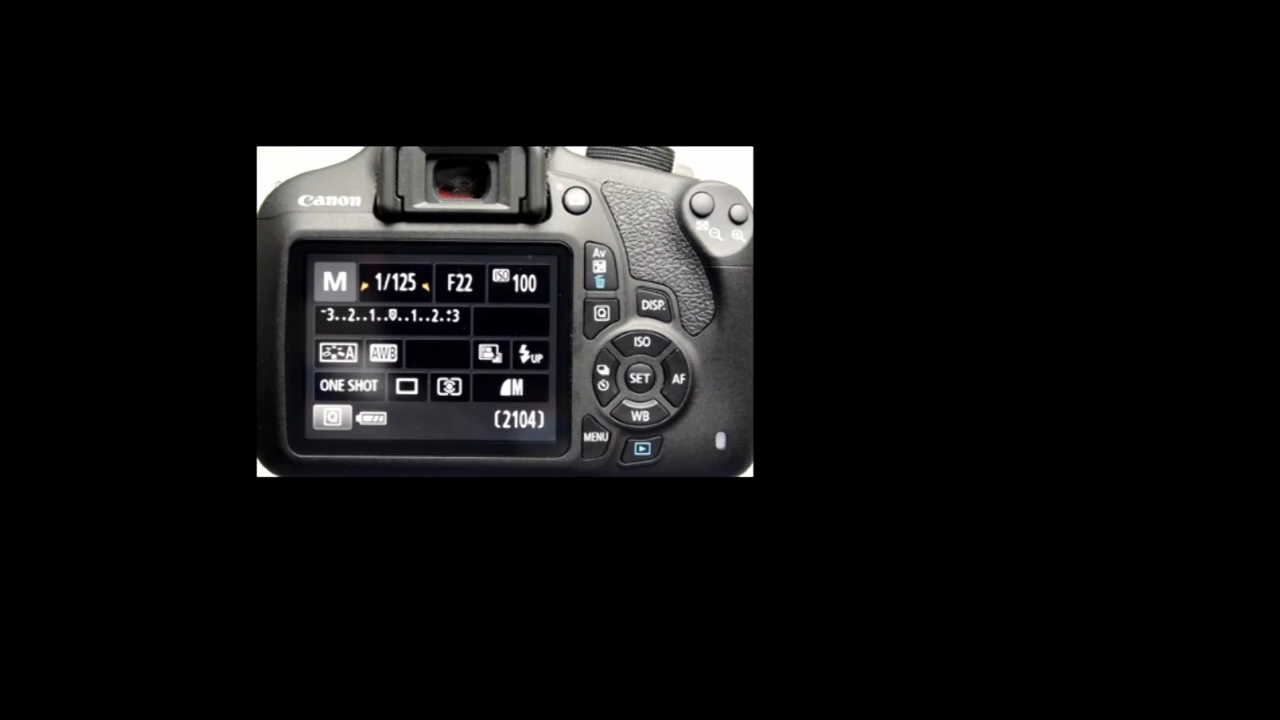 Canon
M 1/125 F22 ISO 100
-3..2..1..0..1..2.:+3
A AWB UP
ONE SHOT M
Q [2104]
Av
Q DISP.
ISO
SET AF
WB
MENU